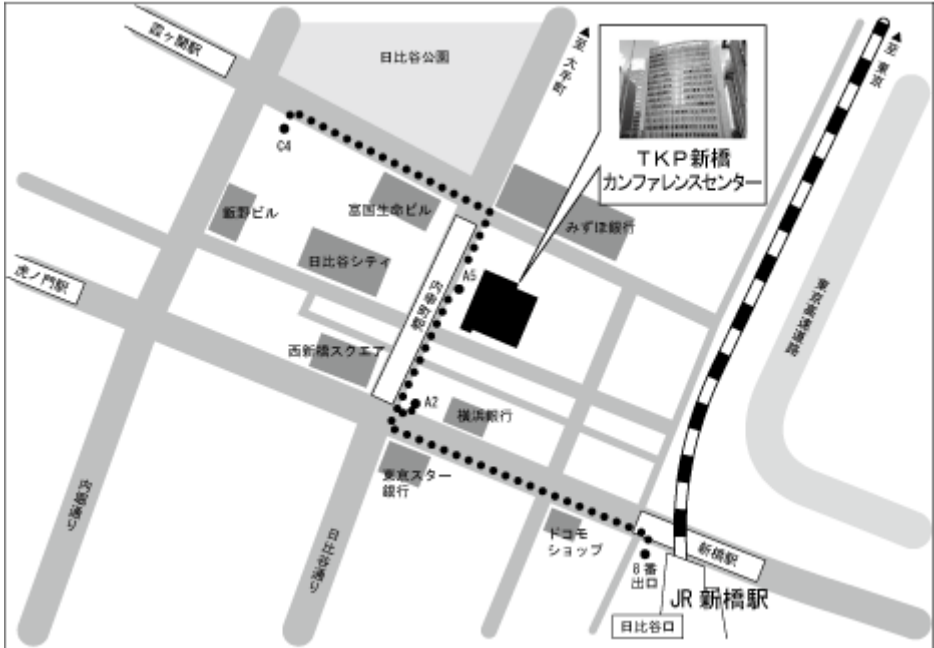 霞ヶ関駅
日比谷公園
▲至 大手町
▲至 東京
TKP新橋
カンファレンスセンター
C4
飯野ビル
富国生命ビル
みずほ銀行
日比谷シティ
A5
虎ノ門駅
内幸町駅
東京高速道路
西新橋スクエア
A2
横浜銀行
東京スター
銀行
内堀通り
日比谷通り
ドコモ
ショップ
8番
出口
新橋駅
JR 新橋駅
日比谷口